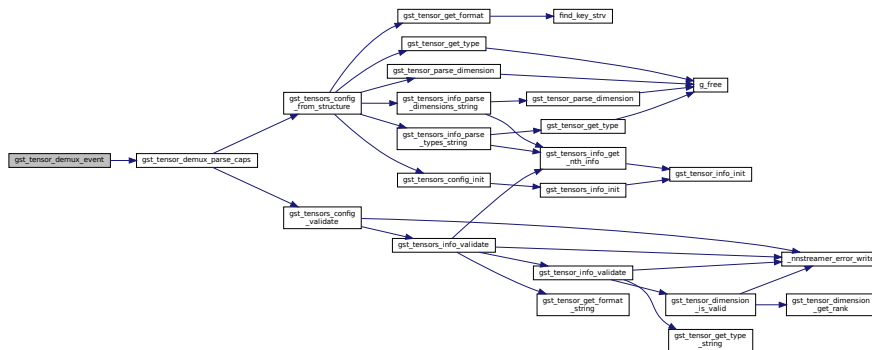 gst_tensor_get_format
find_key_strv
gst_tensor_get_type
gst_tensor_parse_dimension
g_free
gst_tensors_config
_from_structure
gst_tensors_info_parse
_dimensions_string
gst_tensor_parse_dimension
gst_tensors_info_parse
_types_string
gst_tensor_get_type
gst_tensor_demux_event
gst_tensor_demux_parse_caps
gst_tensors_info_get
_nth_info
gst_tensors_config_init
gst_tensors_info_init
gst_tensor_info_init
gst_tensors_config
_validate
gst_tensors_info_validate
_nnstreamer_error_write
gst_tensor_info_validate
gst_tensor_get_format
_string
gst_tensor_dimension
_is_valid
gst_tensor_dimension
_get_rank
gst_tensor_get_type
_string